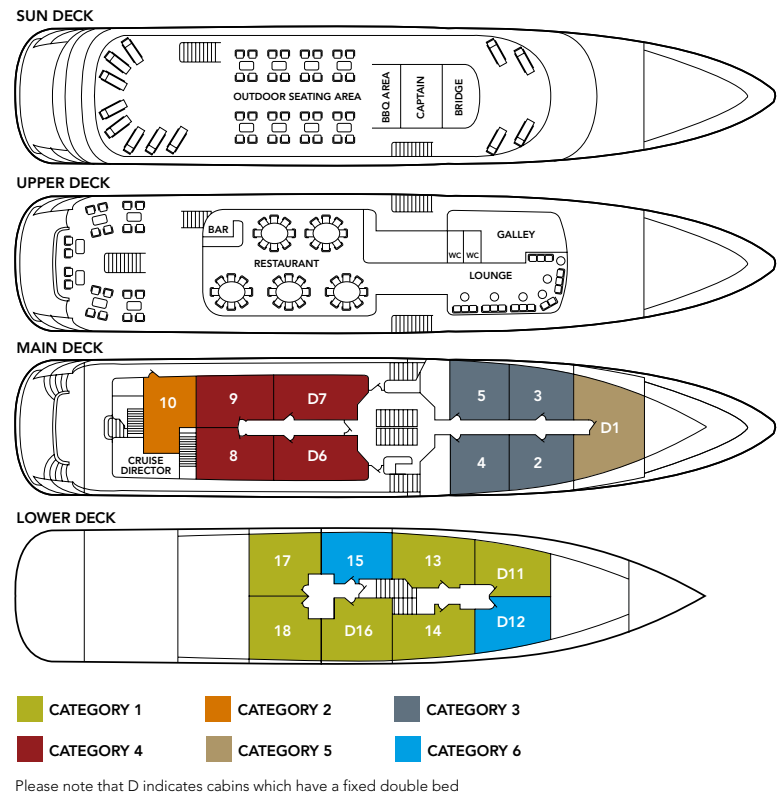 SUN DECK
OUTDOOR SEATING AREA
BBQ AREA
CAPTAIN
BRIDGE
UPPER DECK
BAR
RESTAURANT
WC
WC
GALLEY
LOUNGE
MAIN DECK
10
9
D7
5
3
D1
8
D6
4
2
CRUISE
DIRECTOR
LOWER DECK
17
15
13
D11
18
D16
14
D12
CATEGORY 1
CATEGORY 2
CATEGORY 3
CATEGORY 4
CATEGORY 5
CATEGORY 6
Please note that D indicates cabins which have a fixed double bed